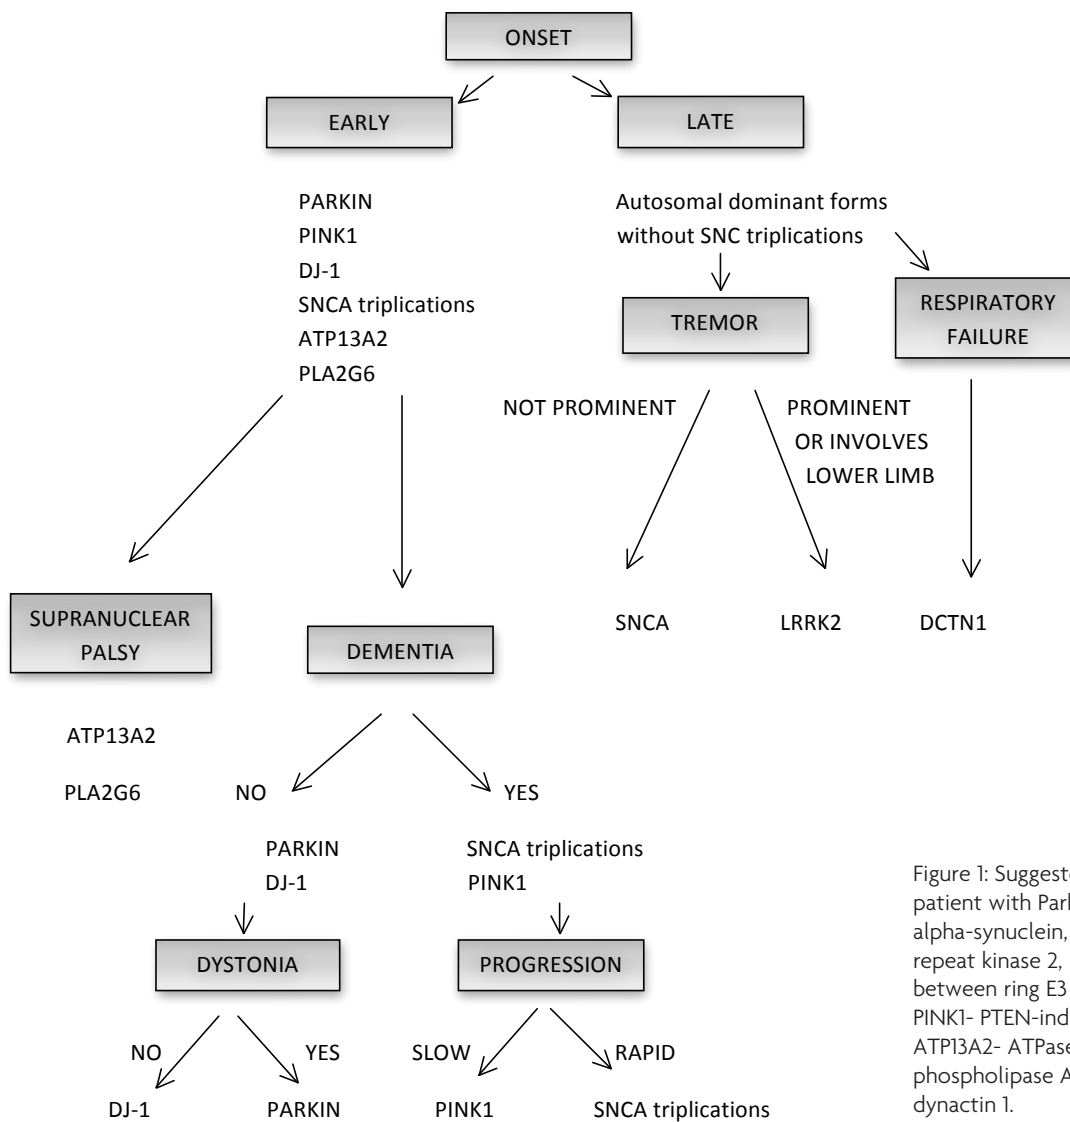 ONSET
EARLY
LATE
PARKIN
PINK1
DJ-1
SNCA triplications
ATP13A2
PLA2G6
Autosomal dominant forms
without SNC triplications
TREMOR
RESPIRATORY
FAILURE
NOT PROMINENT
PROMINENT
OR INVOLVES
LOWER LIMB
SUPRANUCLEAR
PALSY
DEMENTIA
SNCA
LRRK2
DCTN1
ATP13A2
PLA2G6
NO
YES
PARKIN
DJ-1
SNCA triplications
PINK1
DYSTONIA
PROGRESSION
NO
YES
SLOW
RAPID
DJ-1
PARKIN
PINK1
SNCA triplications
Figure 1: Suggest
patient with Par
alpha-synuclein,
repeat kinase 2,
between ring E3
PINK1- PTEN-ind
ATP13A2- ATPase
phospholipase A
dynactin 1.